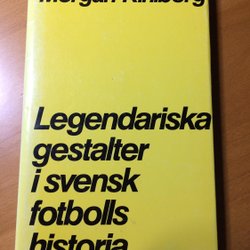 Morgan Kihlberg
Legendariska
gestalter
i svensk
fotbolls
historia